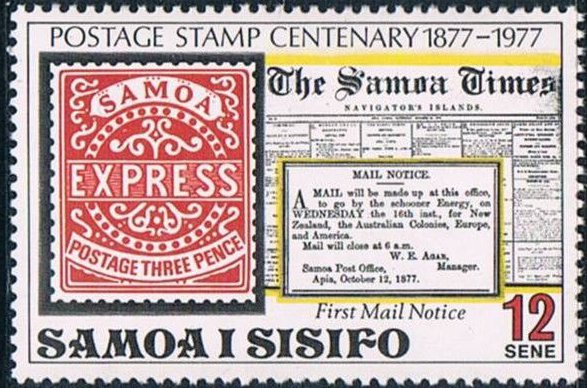 POSTAGE STAMP CENTENARY 1877-1977
SAMOA
EXPRESS
POSTAGE THREE PENCE
The Samoa Times
NAVIGATOR'S ISLANDS.
MAIL NOTICE.
A MAIL will be made up at this office,
to go by the schooner Energy, on
WEDNESDAY the 16th inst., for New
Zealand, the Australian Colonies, Europe,
and America.
Mail will close at 6 a.m.
W. E. AGAR,
Samoa Post Office, Manager.
Apia, October 12, 1877.
First Mail Notice
12
SENE
SAMOA I SISIFO